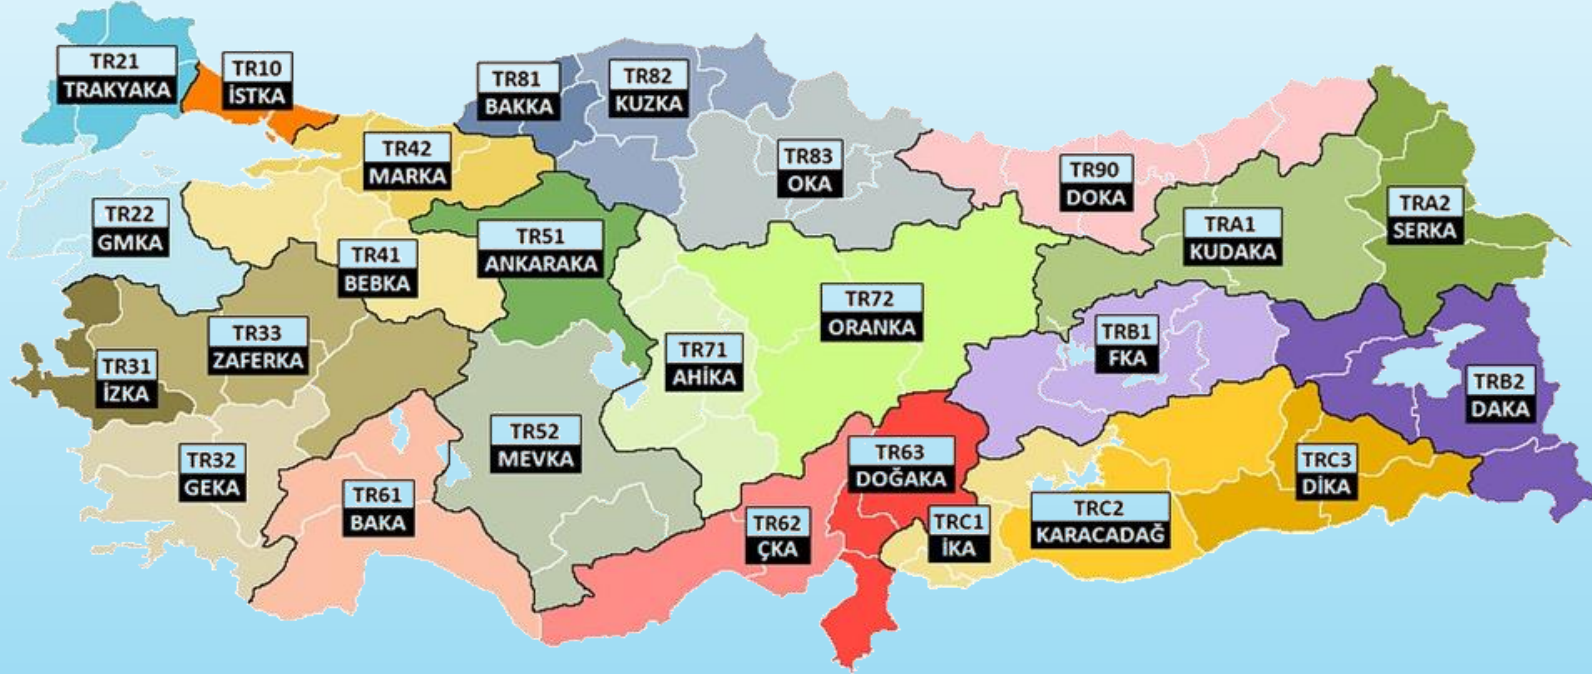 TR21
TRAKYAKA
TR10
İSTKA
TR81
BAKKA
TR82
KUZKA
TR42
MARKA
TR83
OKA
TR90
DOKA
TR22
GMKA
TR41
BEBKA
TR51
ANKARAKA
TRA1
KUDAKA
TRA2
SERKA
TR31
İZKA
TR33
ZAFERKA
TR71
AHİKA
TR72
ORANKA
TRB1
FKA
TRB2
DAKA
TR32
GEKA
TR61
BAKA
TR52
MEVKA
TR62
ÇKA
TR63
DOĞAKA
TRC1
İKA
TRC2
KARACADAĞ
TRC3
DİKA